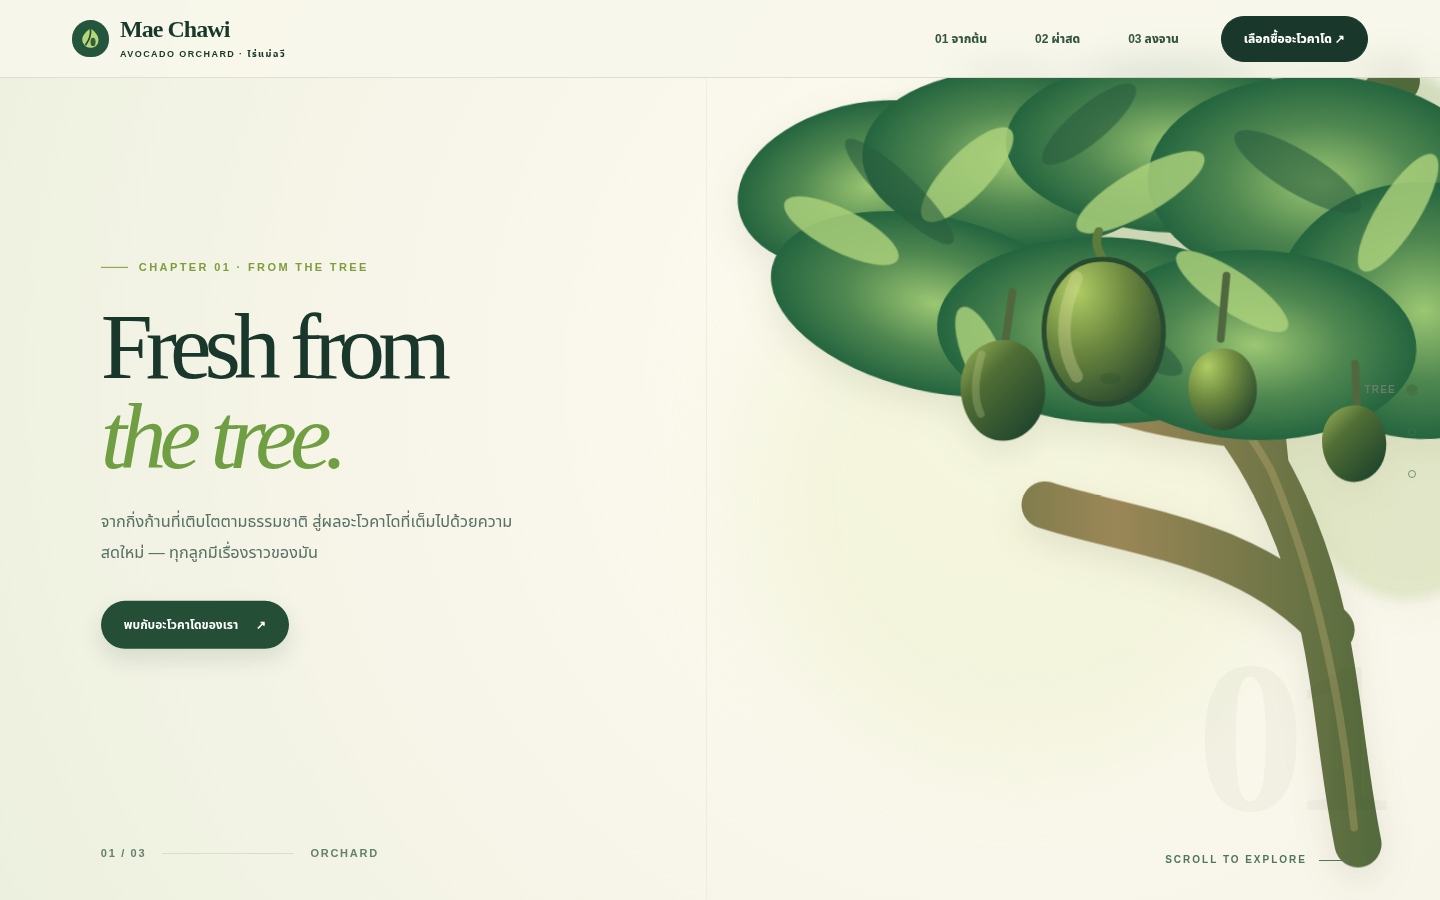 Mae Chawi
AVOCADO ORCHARD · ไร่แม่ฉวี
01 จากต้น
02 ผ่าสด
03 ลงจาน
เลือกซื้ออะโวคาโด ↗
CHAPTER 01 · FROM THE TREE
Fresh from
the tree.
จากกิ่งก้านที่เติบโตตามธรรมชาติ สู่ผลอะโวคาโดที่เต็มไปด้วยความ
สดใหม่ — ทุกลูกมีเรื่องราวของมัน
พบกับอะโวคาโดของเรา ↗
TREE
01
01 / 03
ORCHARD
SCROLL TO EXPLORE